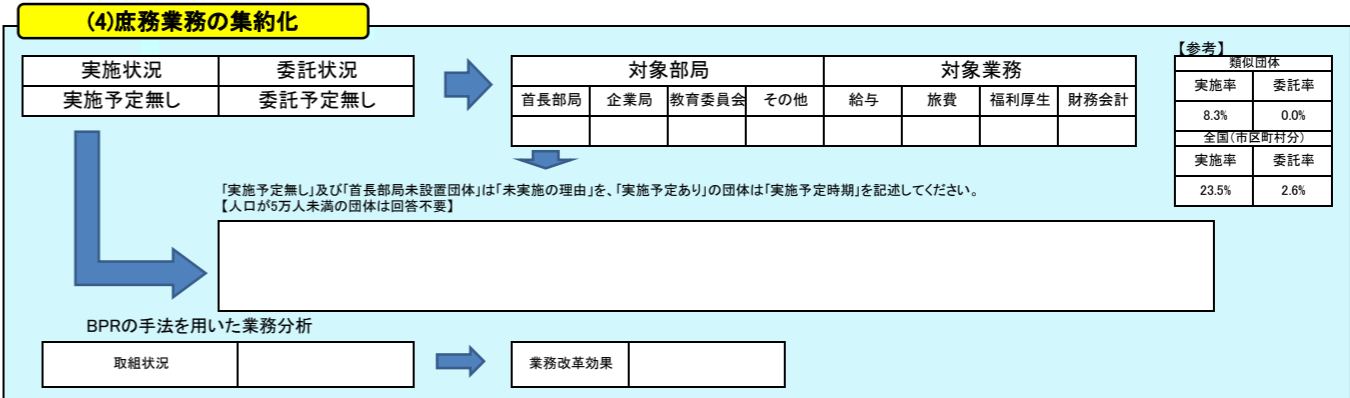 (4)庶務業務の集約化
実施状況 委託状況
実施予定無し 委託予定無し
対象部局 対象業務
首長部局 企業局 教育委員会 その他 給与 旅費 福利厚生 財務会計
【参考】
類似団体
実施率 委託率
8.3% 0.0%
全国(市区町村分)
実施率 委託率
23.5% 2.6%
「実施予定無し」及び「首長部局未設置団体」は「未実施の理由」を、「実施予定あり」の団体は「実施予定時期」を記述してください。
【人口が5万人未満の団体は回答不要】
BPRの手法を用いた業務分析
取組状況 業務改革効果